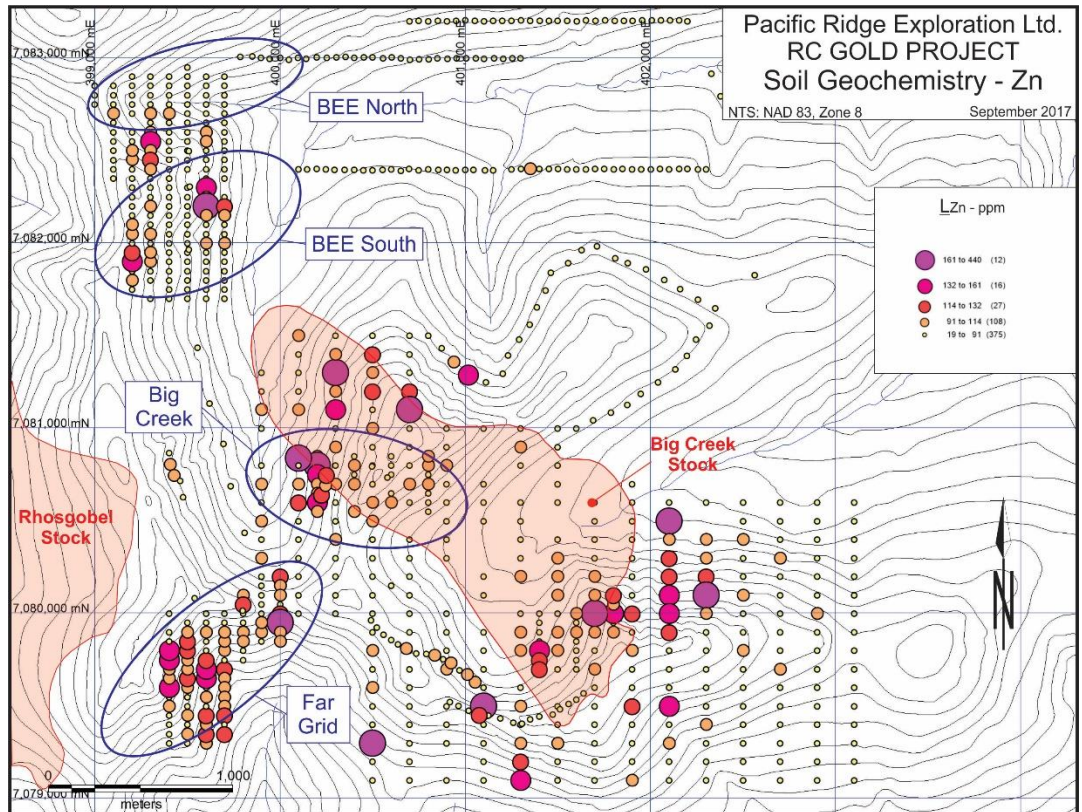 Pacific Ridge Exploration Ltd.
RC GOLD PROJECT
Soil Geochemistry - Zn
NTS: NAD 83, Zone 8 September 2017
399,000 mE
400,000 mE
401,000 mE
402,000 mE
7,083,000 mN
BEE North
7,082,000 mN
BEE South
LZn - ppm
161 to 440 (12)
132 to 161 (16)
114 to 132 (27)
91 to 114 (108)
19 to 91 (375)
Big
Creek
7,081,000 mN
Big Creek
Stock
Rhosgobel
Stock
7,080,000 mN
N
Far
Grid
0 1,000
meters
7,079,000 mN